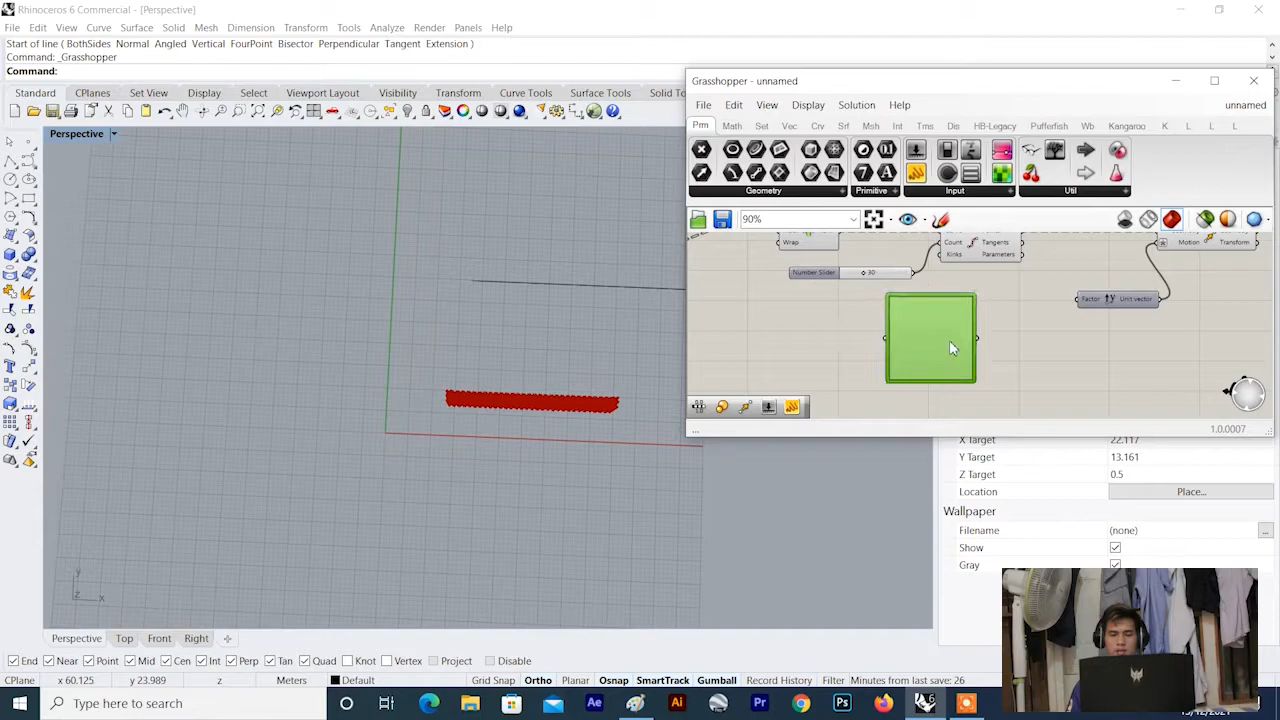 Rhinoceros 6 Commercial - [Perspective]
File Edit View Curve Surface Solid Mesh Dimension Transform Tools Analyze Render Panels Help
Start of line ( BothSides Normal Angled Vertical FourPoint Bisector Perpendicular Tangent Extension )
Command: _Grasshopper
Command:
Standard CPlanes Set View Display Select Viewport Layout Visibility Transform Curve Tools Surface Tools Solid To
Perspective
Grasshopper - unnamed
File Edit View Display Solution Help unnamed
Prm Math Set Vec Crv Srf Msh Int Trns Dis HB-Legacy Pufferfish Wb Kangaroo K L L L
Geometry Primitive Input Util
90%
Wrap
Count Tangents
Kinks Parameters
Motion Transform
Number Slider 30
Factor Unit vector
...
1.0.0007
X Target 22.117
Y Target 13.161
Z Target 0.5
Location Place...
Wallpaper
Filename (none) ...
Show
Gray
y
z x
Perspective Top Front Right
End Near Point Mid Cen Int Perp Tan Quad Knot Vertex Project Disable
CPlane x 60.125 y 23.989 z Meters Default Grid Snap Ortho Planar Osnap SmartTrack Gumball Record History Filter Minutes from last save: 26
Type here to search